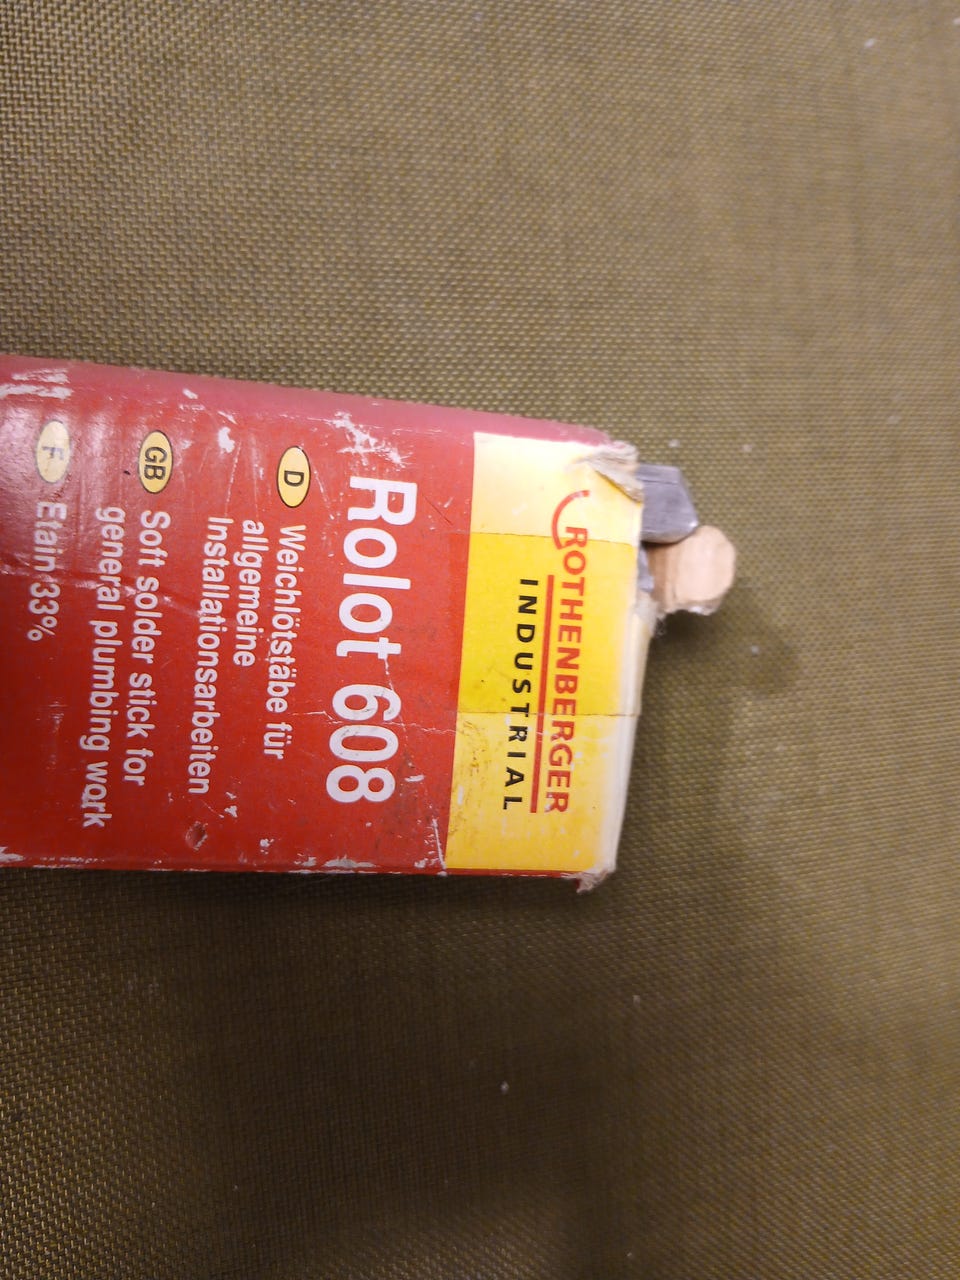 ROTHENBERGER
INDUSTRIAL
Rolot 608
D
Weichlötstäbe für
allgemeine
Installationsarbeiten
GB
Soft solder stick for
general plumbing work
F
Etain 33%